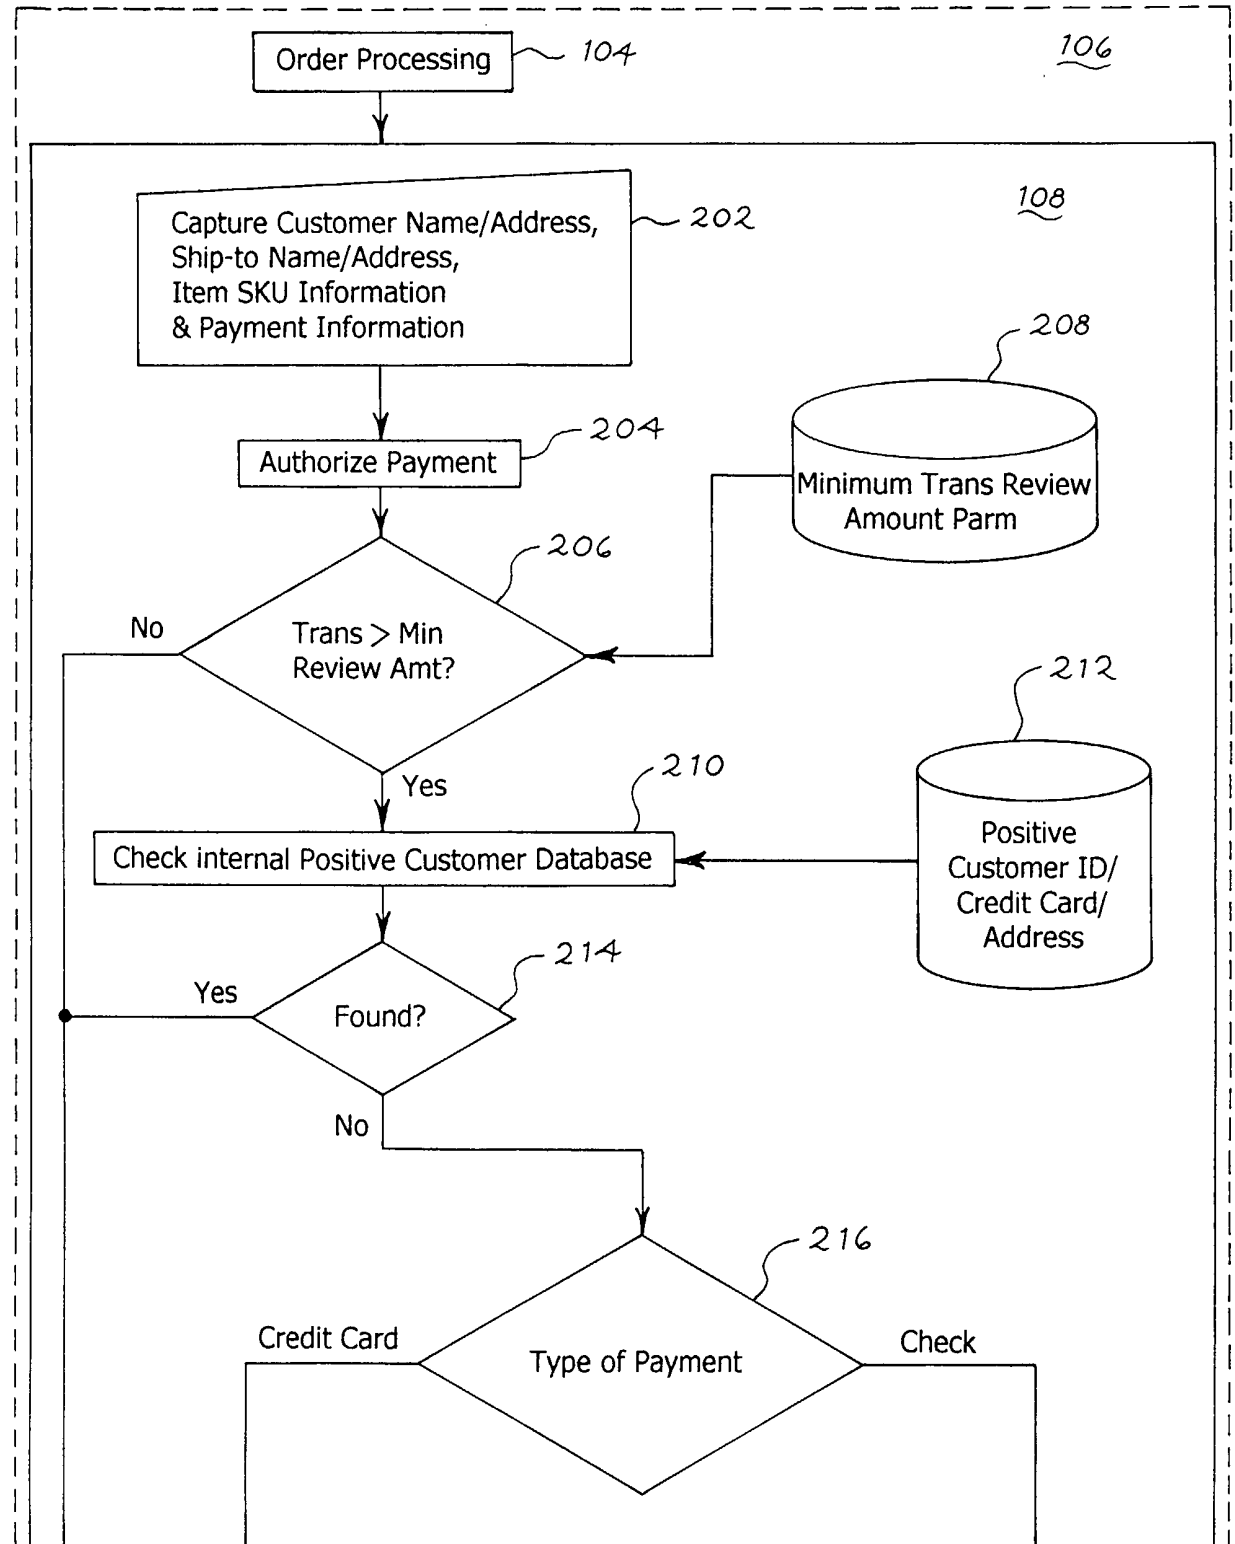 Order Processing
104
106
108
Capture Customer Name/Address,
Ship-to Name/Address,
Item SKU Information
& Payment Information
202
208
Authorize Payment
204
Minimum Trans Review
Amount Parm
206
No
Trans > Min
Review Amt?
212
Yes
210
Check internal Positive Customer Database
Positive
Customer ID/
Credit Card/
Address
214
Yes
Found?
No
216
Credit Card
Type of Payment
Check